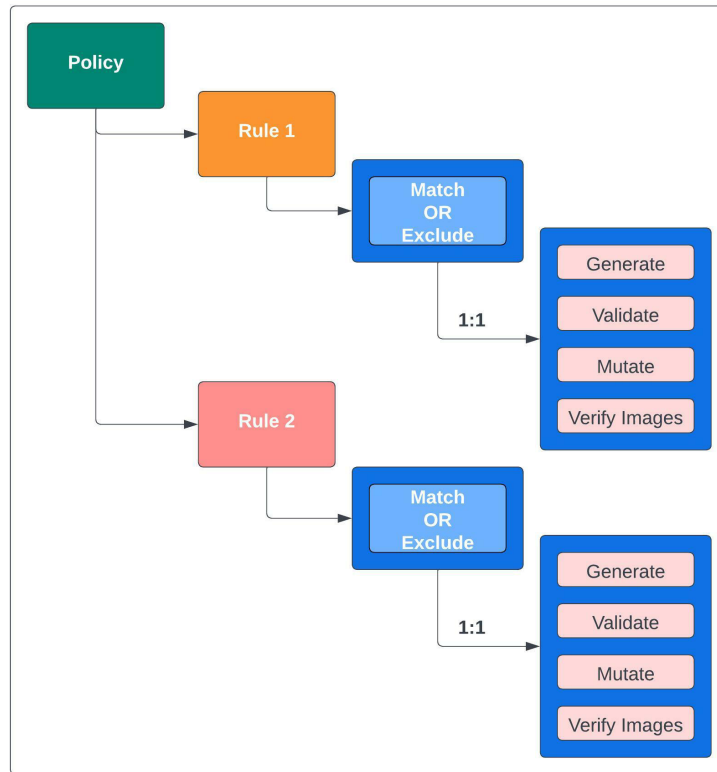 Policy
Rule 1
Match
OR
Exclude
1:1
Generate
Validate
Mutate
Verify Images
Rule 2
Match
OR
Exclude
1:1
Generate
Validate
Mutate
Verify Images